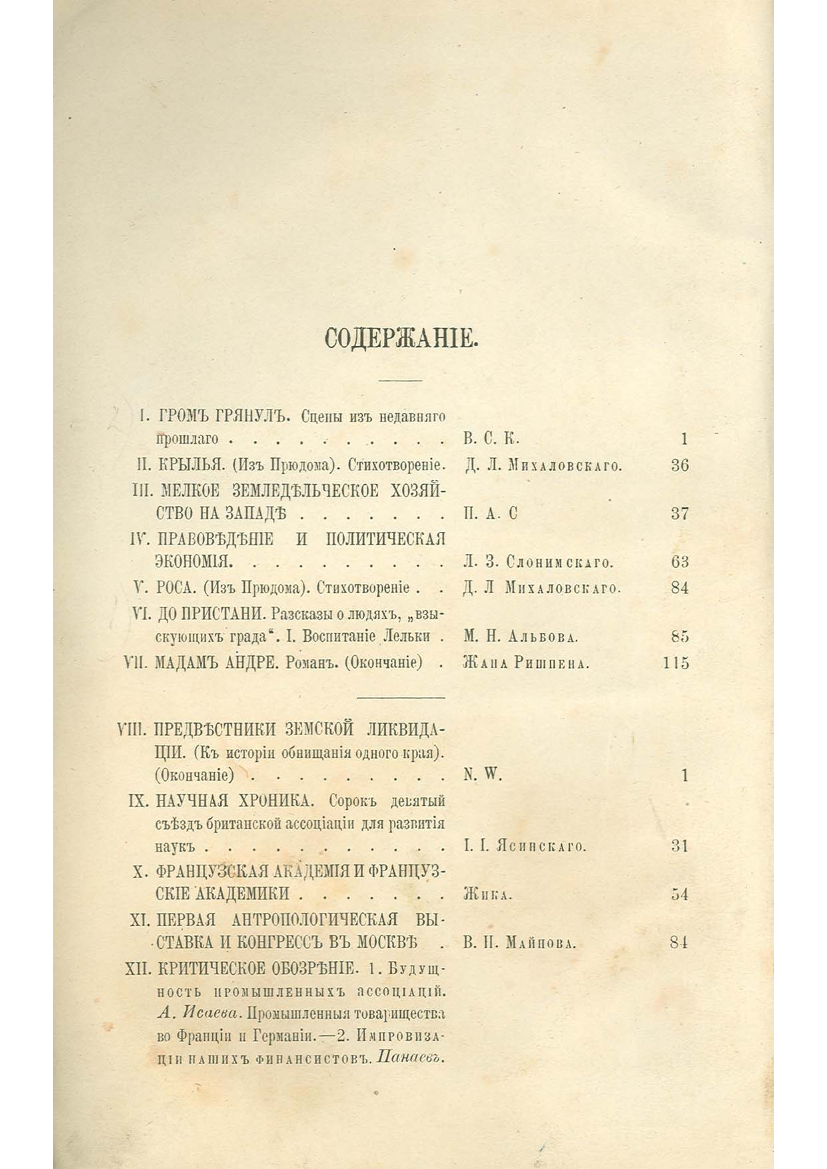 СОДЕРЖАНІЕ.
I. ГРОМЪ ГРЯНУЛЪ. Сцены изъ недавняго
прошлаго . . . . . . . . . . В. С. К. 1
II. КРЫЛЬЯ. (Изъ Прюдома). Стихотвореніе. Д. Л. Михаловскаго. 36
III. МЕЛКОЕ ЗЕМЛЕДѢЛЬЧЕСКОЕ ХОЗЯЙ-
СТВО НА ЗАПАДѢ . . . . . . . П. А. С 37
IV. ПРАВОВѢДѢНІЕ И ПОЛИТИЧЕСКАЯ
ЭКОНОМІЯ. . . . . . . . . . Л. З. Слонимскаго. 63
V. РОСА. (Изъ Прюдома). Стихотвореніе . . Д. Л Михаловскаго. 84
VI. ДО ПРИСТАНИ. Разсказы о людяхъ, „взы-
скующихъ града“. I. Воспитаніе Лельки . М. Н. Альбова. 85
VII. МАДАМЪ АНДРЕ. Романъ. (Окончаніе) . Жана Ришпена. 115
VIII. ПРЕДВѢСТНИКИ ЗЕМСКОЙ ЛИКВИДА-
ЦІИ. (Къ исторіи обнищанія одного края).
(Окончаніе) . . . . . . . . . N. W. 1
IX. НАУЧНАЯ ХРОНИКА. Сорокъ девятый
съѣздъ британской ассоціаціи для развитія
наукъ . . . . . . . . . . . I. I. Ясинскаго. 31
X. ФРАНЦУЗСКАЯ АКАДЕМІЯ И ФРАНЦУЗ-
СКІЕ АКАДЕМИКИ . . . . . . . Жика. 54
XI. ПЕРВАЯ АНТРОПОЛОГИЧЕСКАЯ ВЫ-
СТАВКА И КОНГРЕССЪ ВЪ МОСКВѢ . В. Н. Майнова. 84
XII. КРИТИЧЕСКОЕ ОБОЗРѢНІЕ. 1. Будущ-
ность промышленныхъ ассоціацій.
А. Исаева. Промышленныя товарищества
во Франціи и Германіи.—2. Импровиза-
ціи нашихъ финансистовъ. Панаевъ.